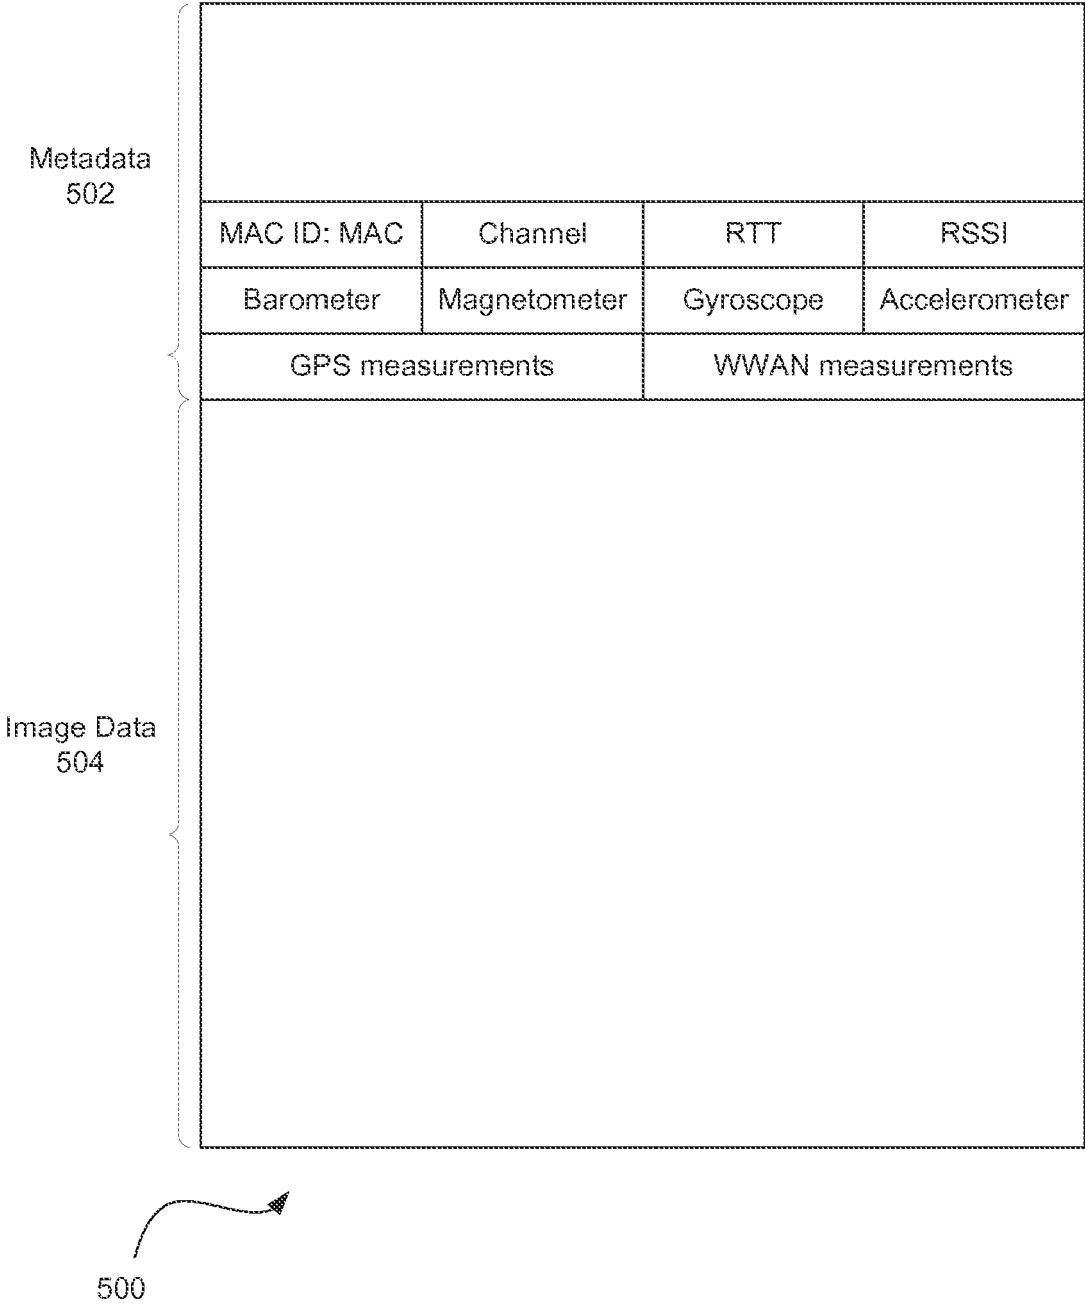 Metadata
502
MAC ID: MAC
Channel
RTT
RSSI
Barometer
Magnetometer
Gyroscope
Accelerometer
GPS measurements
WWAN measurements
Image Data
504
500